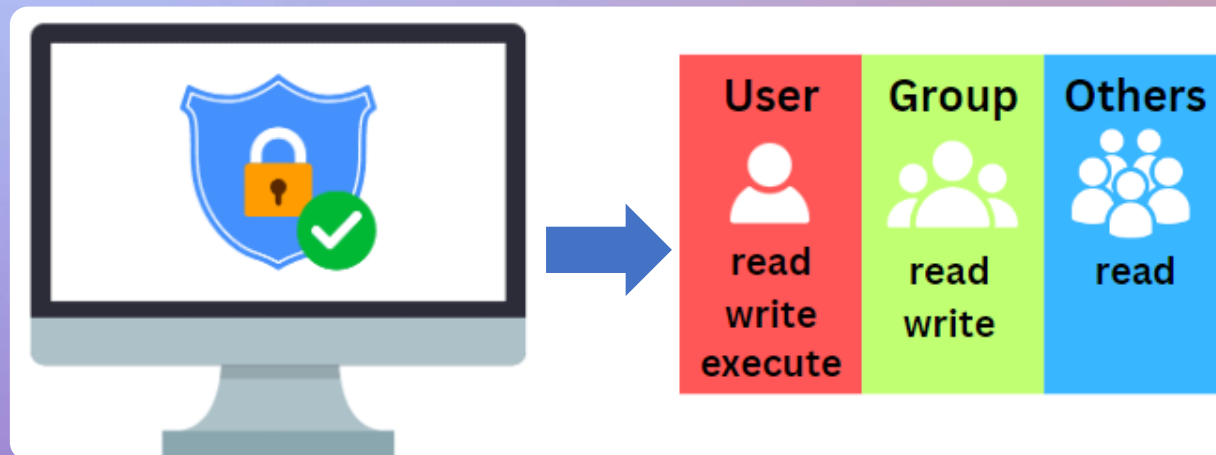 User
read
write
execute
Group
read
write
Others
read